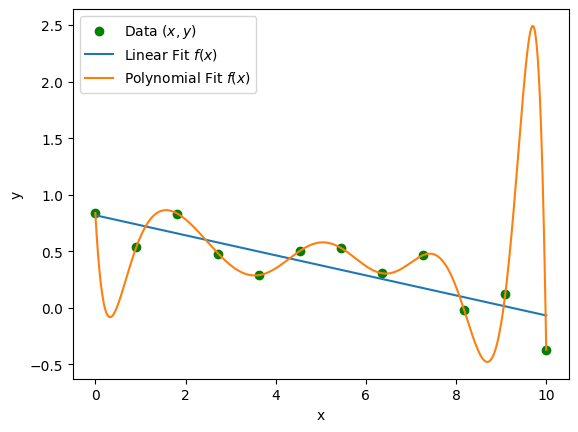 Data (x, y)
Linear Fit f(x)
Polynomial Fit f(x)
2.5
2.0
1.5
1.0
0.5
0.0
−0.5
y
0 2 4 6 8 10
x